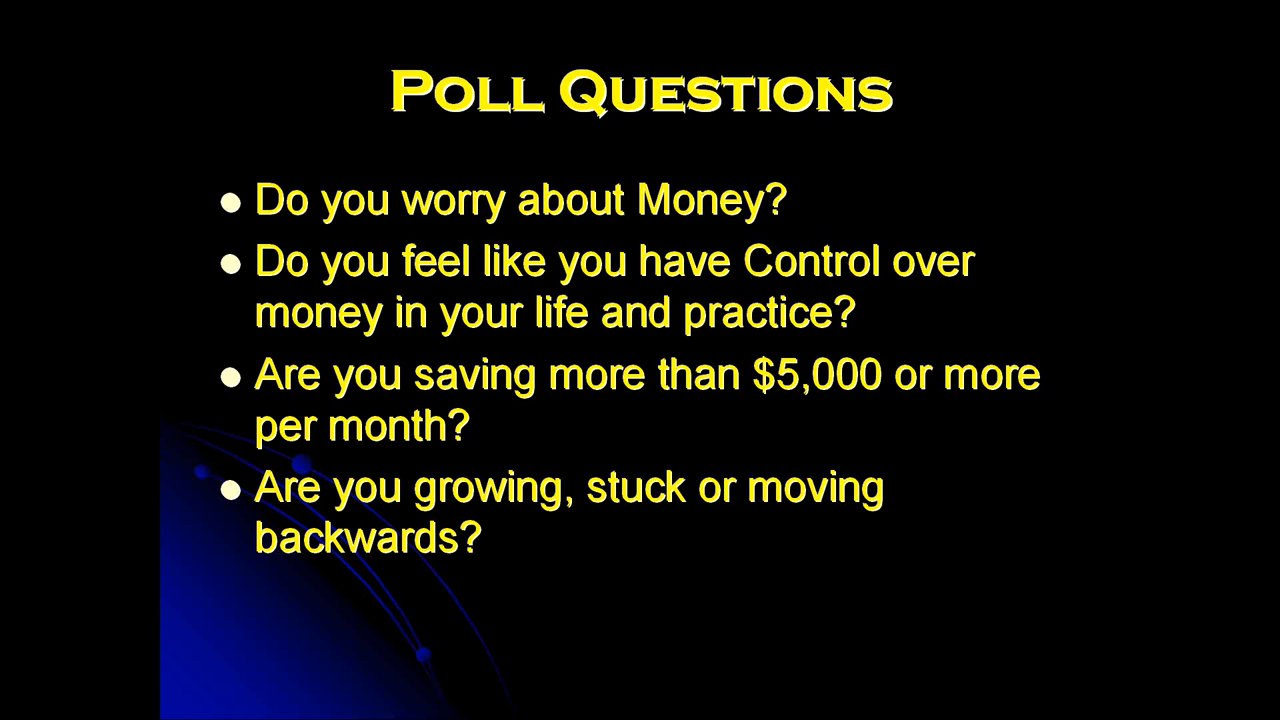 Poll Questions
Do you worry about Money?
Do you feel like you have Control over
money in your life and practice?
Are you saving more than $5,000 or more
per month?
Are you growing, stuck or moving
backwards?